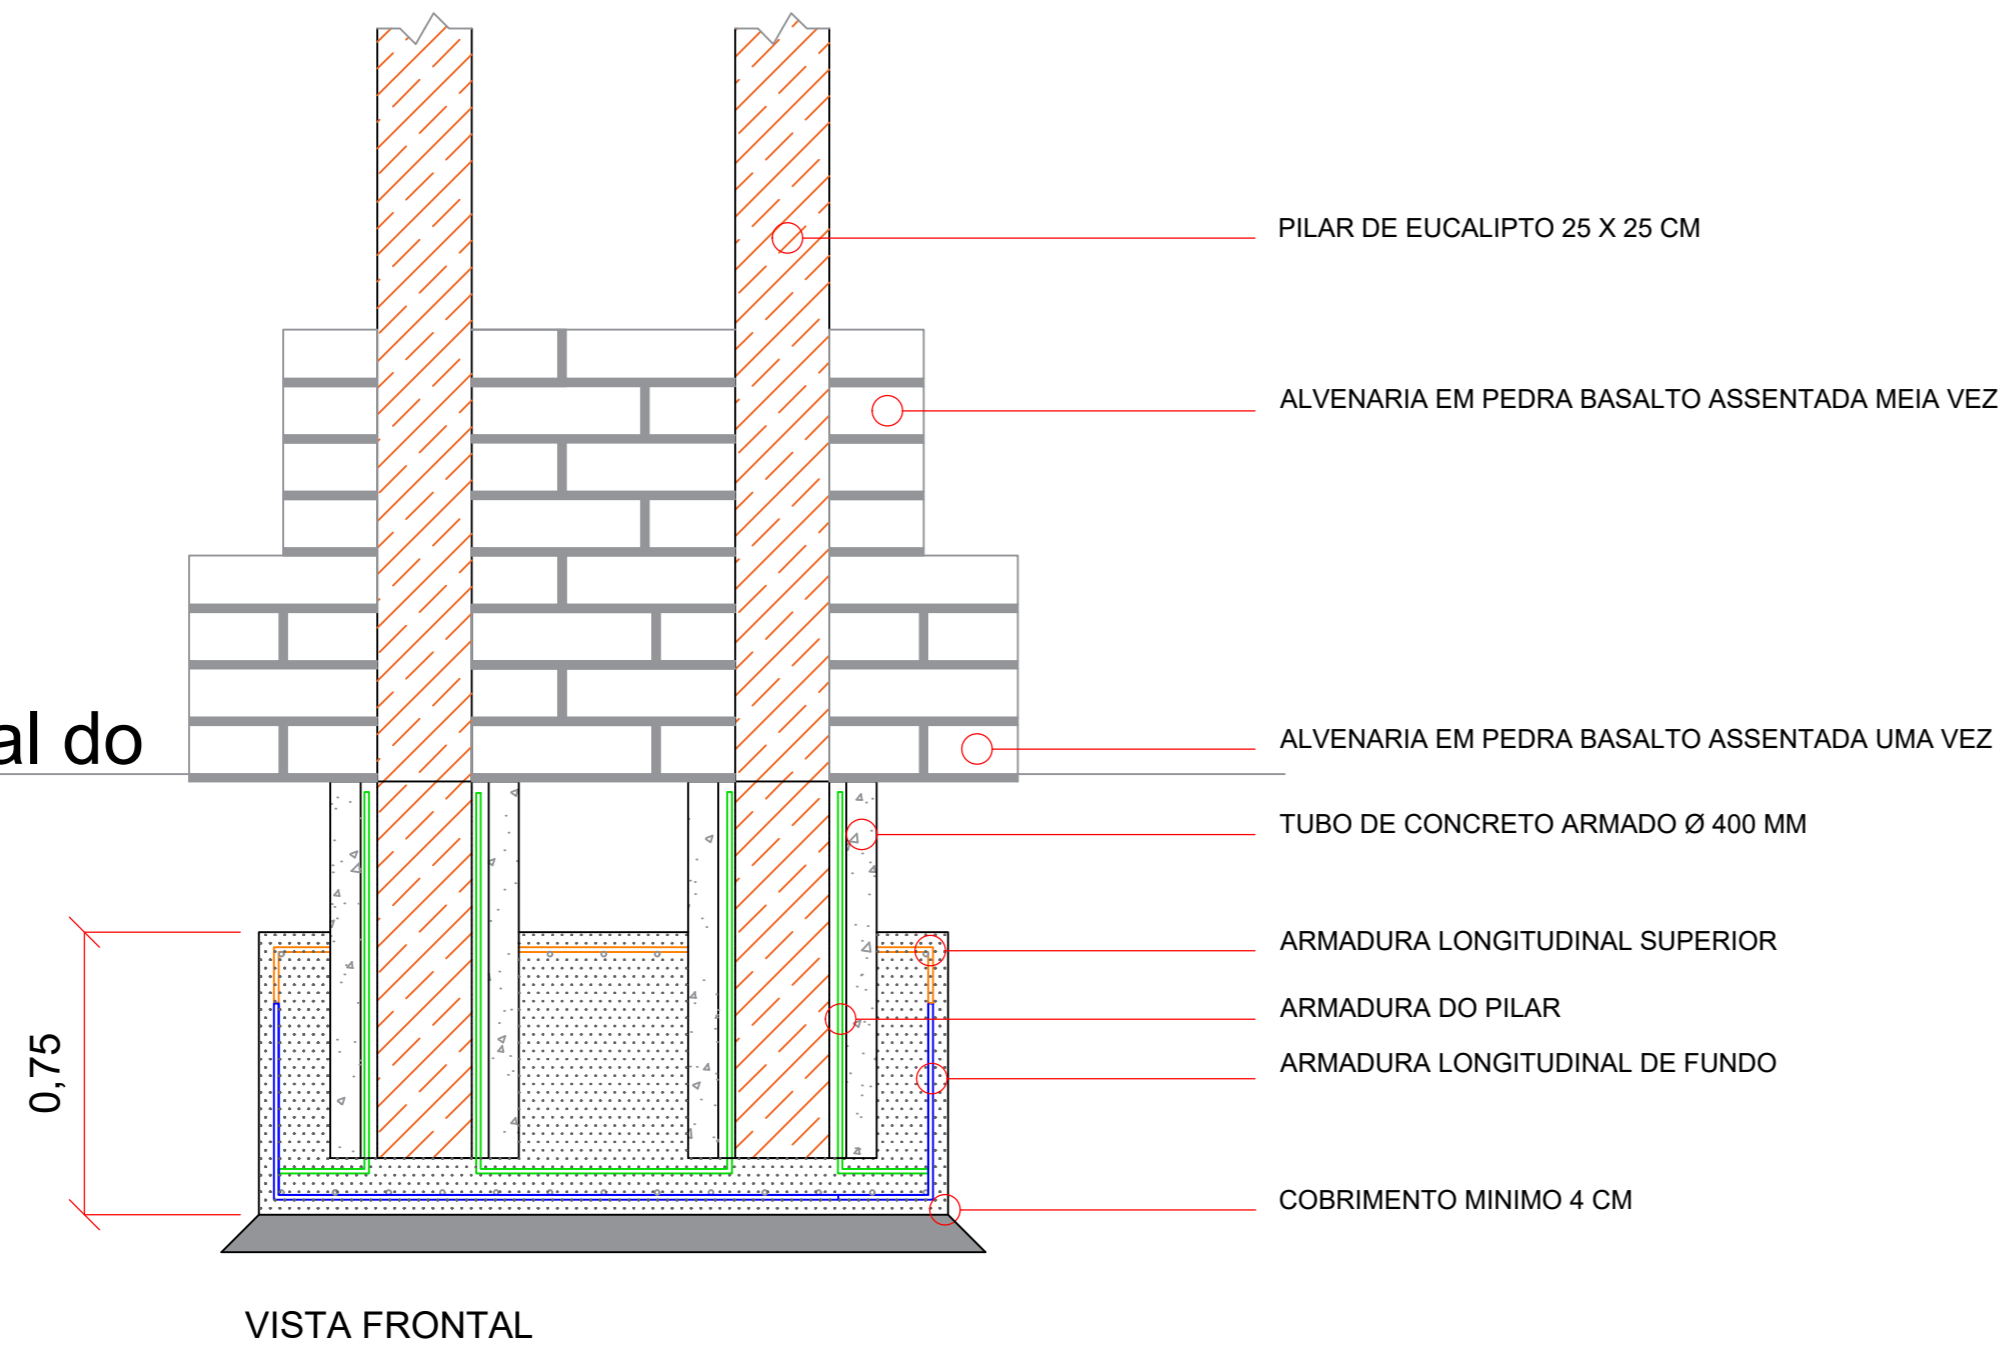 PILAR DE EUCALIPTO 25 X 25 CM
ALVENARIA EM PEDRA BASALTO ASSENTADA MEIA VEZ
al do
ALVENARIA EM PEDRA BASALTO ASSENTADA UMA VEZ
TUBO DE CONCRETO ARMADO Ø 400 MM
ARMADURA LONGITUDINAL SUPERIOR
ARMADURA DO PILAR
ARMADURA LONGITUDINAL DE FUNDO
0,75
COBRIMENTO MINIMO 4 CM
VISTA FRONTAL